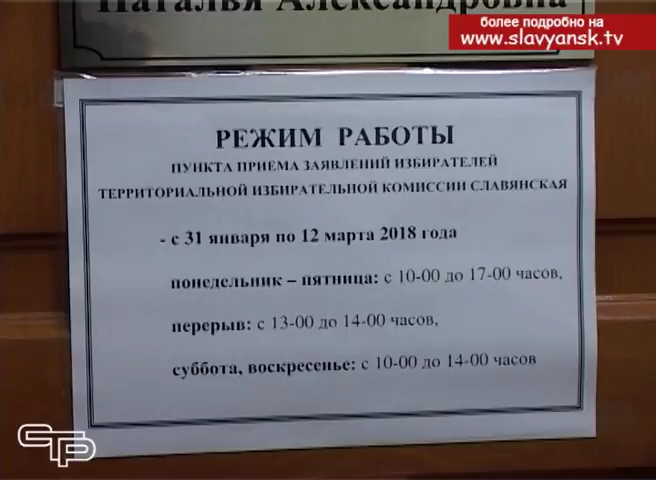 Наталья Александровна
более подробно на
www.slavyansk.tv
РЕЖИМ РАБОТЫ
ПУНКТА ПРИЕМА ЗАЯВЛЕНИЙ ИЗБИРАТЕЛЕЙ
ТЕРРИТОРИАЛЬНОЙ ИЗБИРАТЕЛЬНОЙ КОМИССИИ СЛАВЯНСКАЯ
- с 31 января по 12 марта 2018 года
понедельник – пятница: с 10-00 до 17-00 часов,
перерыв: с 13-00 до 14-00 часов,
суббота, воскресенье: с 10-00 до 14-00 часов
СТР